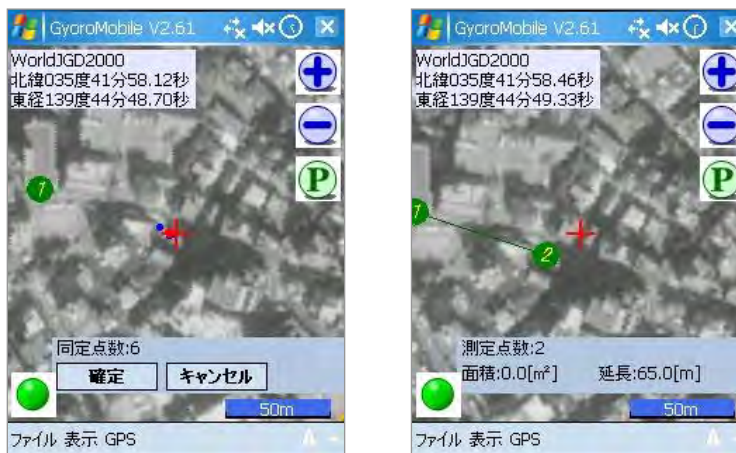 GyoroMobile V2.61
WorldJGD2000
北緯035度41分58.12秒
東経139度44分48.70秒
P
1
同定点数:6
確定 キャンセル
50m
ファイル 表示 GPS
GyoroMobile V2.61
WorldJGD2000
北緯035度41分58.46秒
東経139度44分49.33秒
P
1
2
測定点数:2
面積:0.0[m²] 延長:65.0[m]
50m
ファイル 表示 GPS